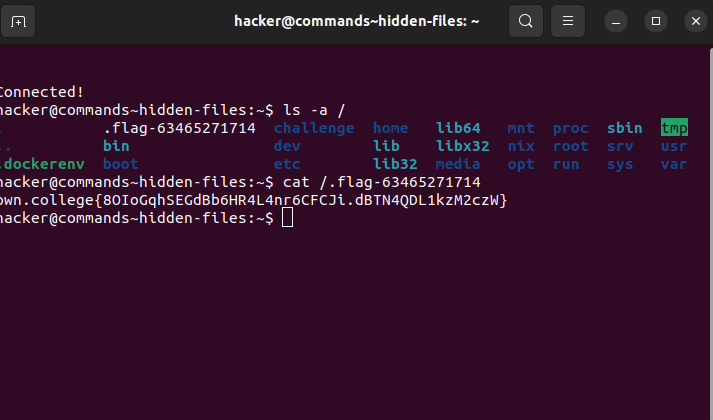 hacker@commands~hidden-files: ~
onnected!
hacker@commands~hidden-files:~$ ls -a /
. .flag-63465271714 challenge home lib64 mnt proc sbin tmp
.. bin dev lib libx32 nix root srv usr
.dockerenv boot etc lib32 media opt run sys var
hacker@commands~hidden-files:~$ cat /.flag-63465271714
own.college{8OIoGqhSEGdBb6HR4L4nr6CFCJi.dBTN4QDL1kzM2czW}
hacker@commands~hidden-files:~$